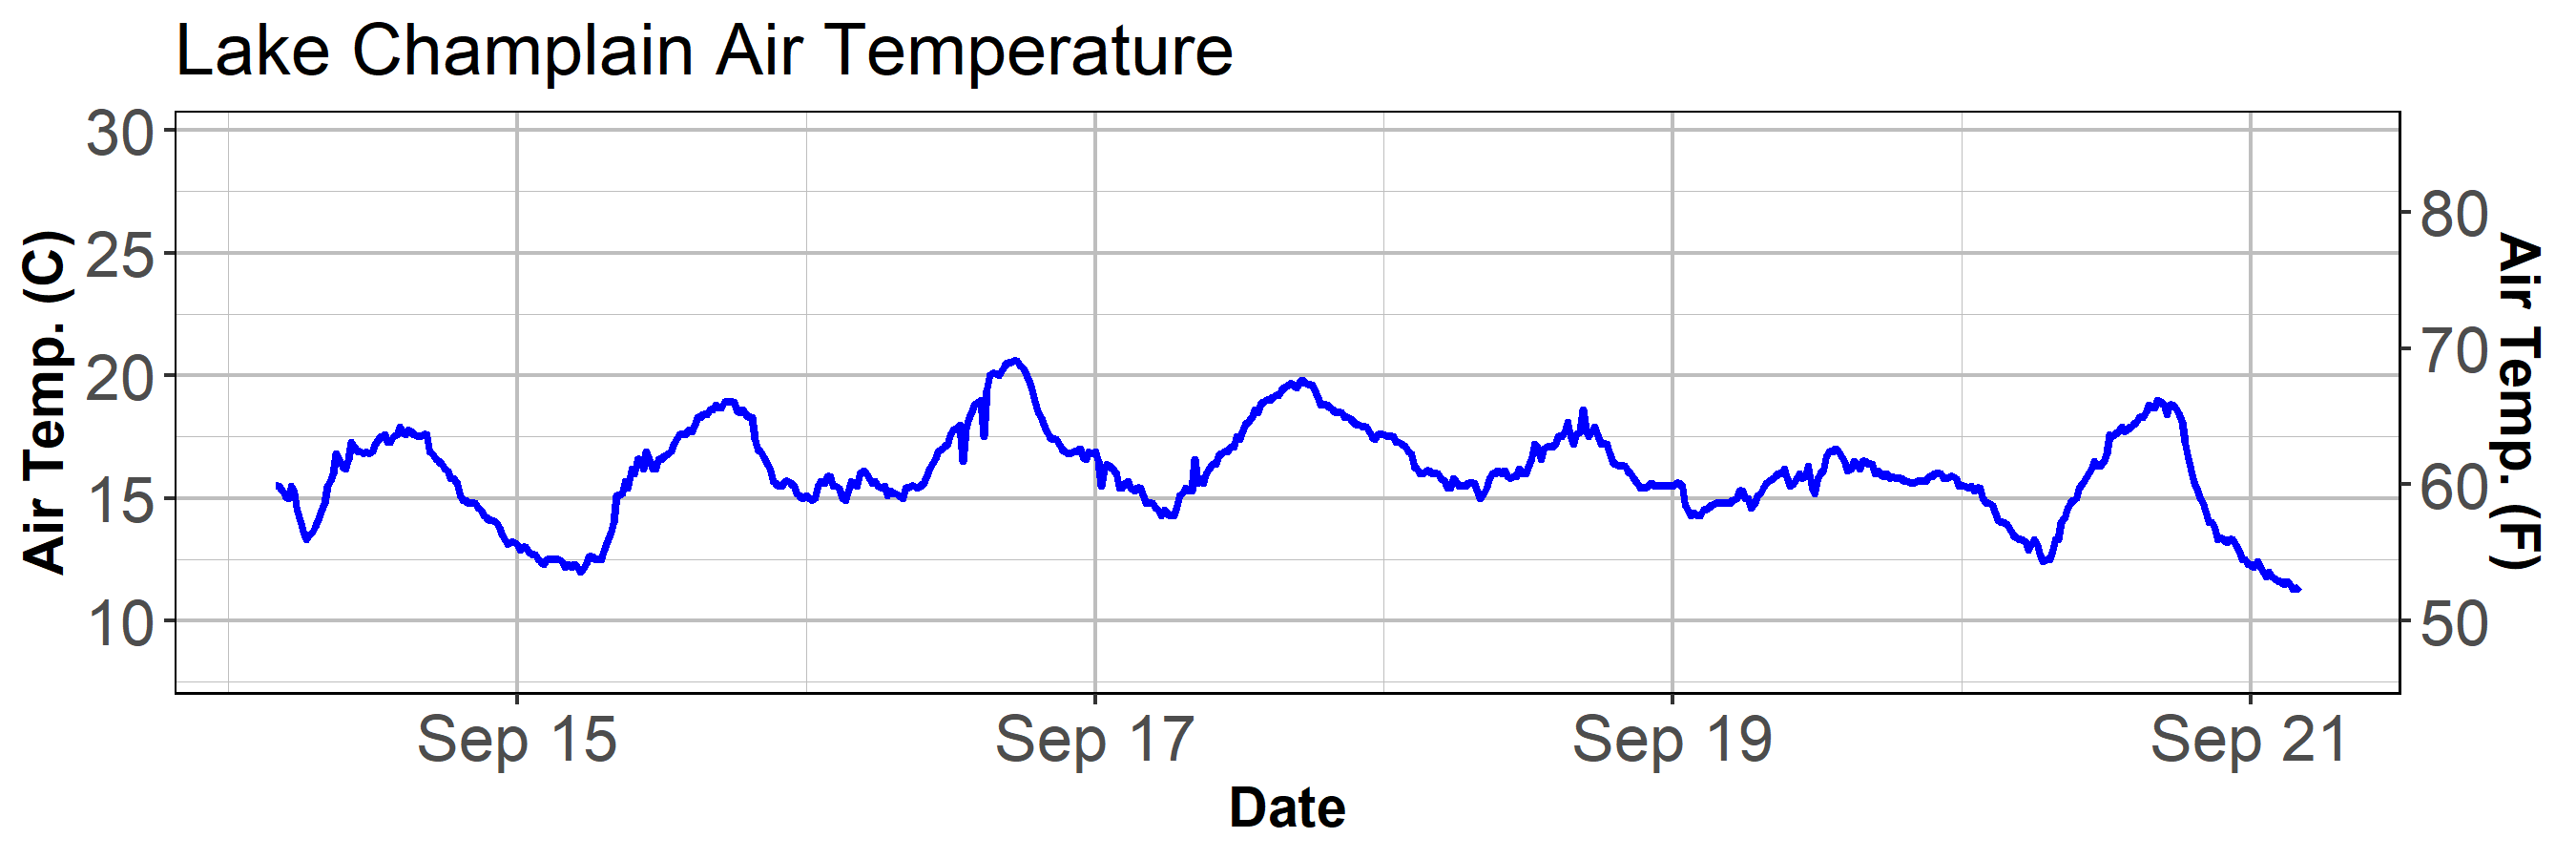 Lake Champlain Air Temperature
Air Temp. (C)
30
25
20
15
10
80
70
60
50
Air Temp. (F)
Sep 15
Sep 17
Sep 19
Sep 21
Date